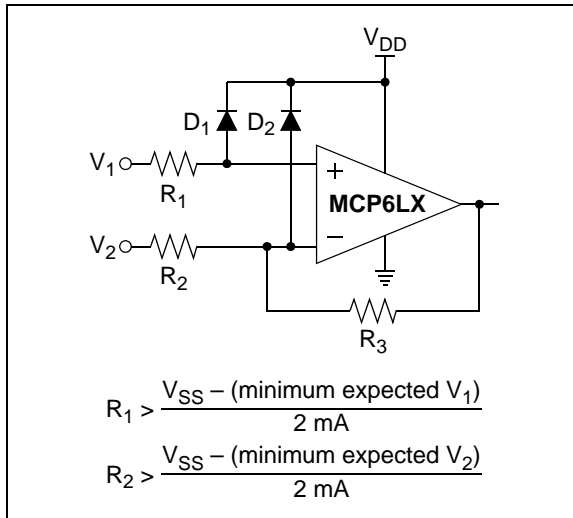 V_DD
D_1 D_2
V_1
R_1
+
MCP6LX
V_2
–
R_2
R_3
R_1 > V_SS – (minimum expected V_1)
2 mA
R_2 > V_SS – (minimum expected V_2)
2 mA